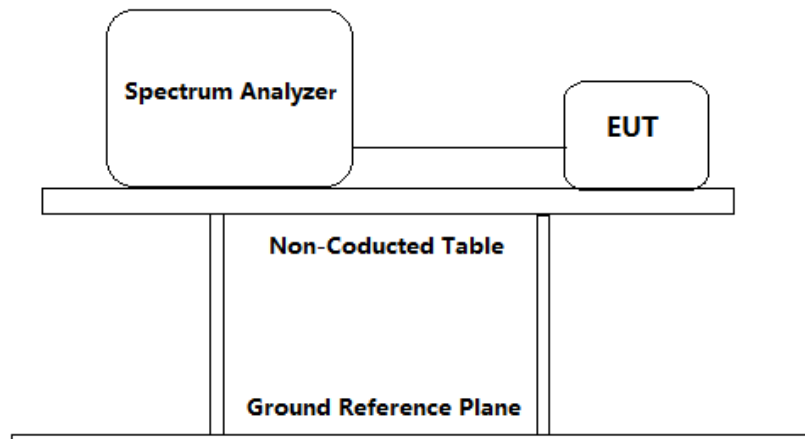 Spectrum Analyzer
EUT
Non-Coducted Table
Ground Reference Plane